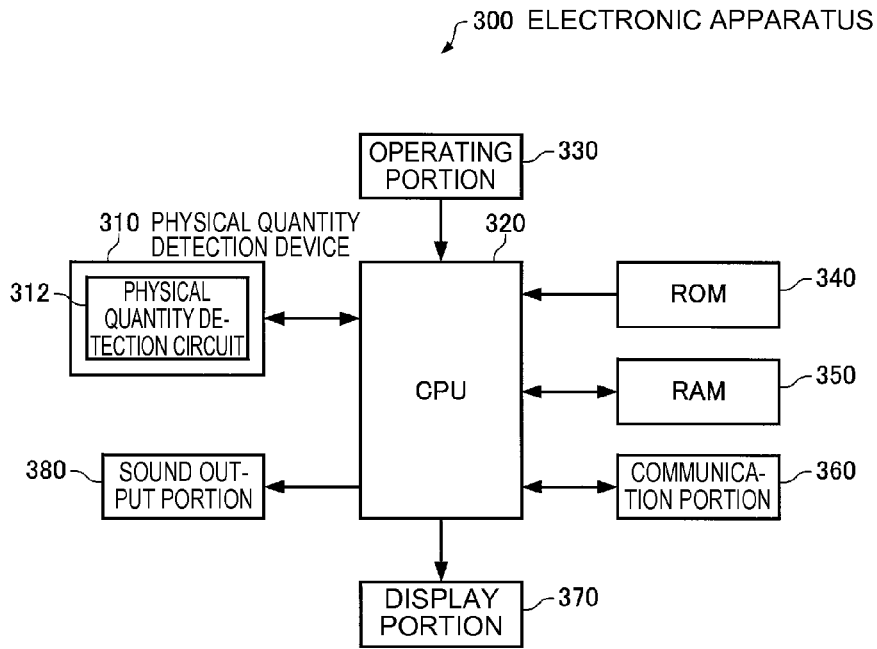 300 ELECTRONIC APPARATUS
OPERATING
PORTION
330
310 PHYSICAL QUANTITY
DETECTION DEVICE
320
312
PHYSICAL
QUANTITY DE-
TECTION CIRCUIT
ROM
340
CPU
RAM
350
380
SOUND OUT-
PUT PORTION
COMMUNICA-
TION PORTION
360
DISPLAY
PORTION
370